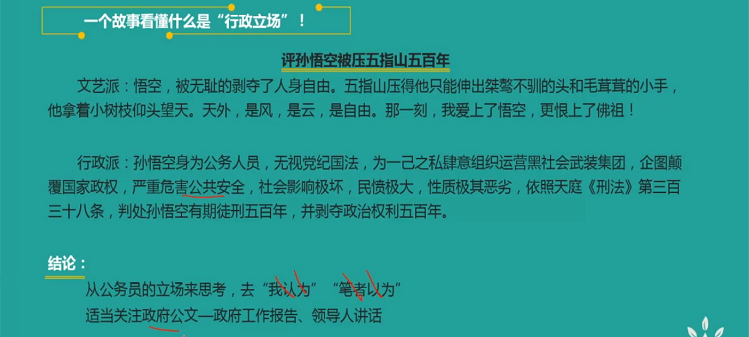 一个故事看懂什么是“行政立场”！
评孙悟空被压五指山五百年
文艺派：悟空，被无耻的剥夺了人身自由。五指山压得他只能伸出桀骜不驯的头和毛茸茸的小手，
他拿着小树枝仰头望天。天外，是风，是云，是自由。那一刻，我爱上了悟空，更恨上了佛祖！
行政派：孙悟空身为公务人员，无视党纪国法，为一己之私肆意组织运营黑社会武装集团，企图颠
覆国家政权，严重危害公共安全，社会影响极坏，民愤极大，性质极其恶劣，依照天庭《刑法》第三百
三十八条，判处孙悟空有期徒刑五百年，并剥夺政治权利五百年。
结论：
从公务员的立场来思考，去“我认为”“笔者以为”
适当关注政府公文—政府工作报告、领导人讲话